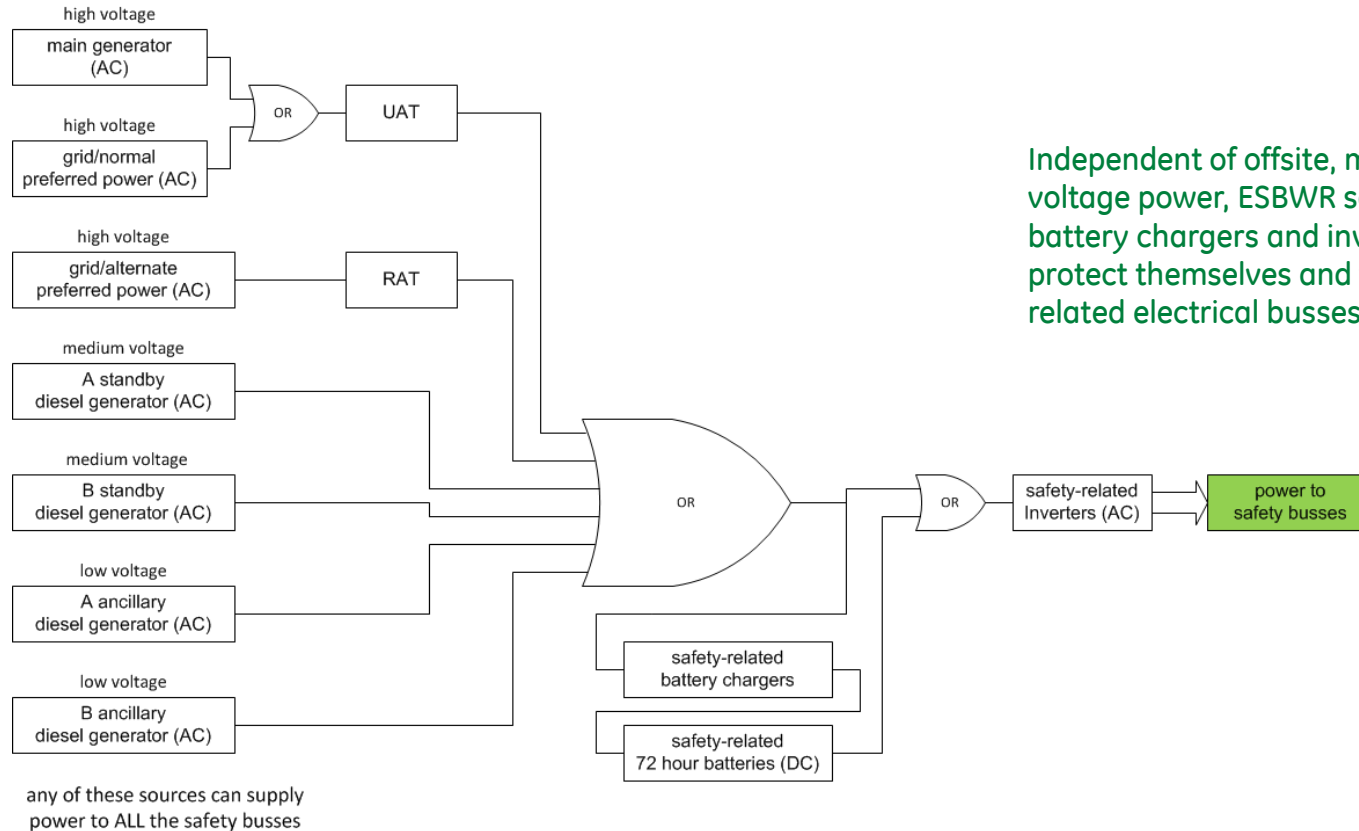 high voltage
main generator
(AC)
high voltage
grid/normal
preferred power (AC)
OR
UAT
high voltage
grid/alternate
preferred power (AC)
RAT
medium voltage
A standby
diesel generator (AC)
medium voltage
B standby
diesel generator (AC)
low voltage
A ancillary
diesel generator (AC)
low voltage
B ancillary
diesel generator (AC)
any of these sources can supply
power to ALL the safety busses
OR
safety-related
battery chargers
safety-related
72 hour batteries (DC)
OR
safety-related
Inverters (AC)
power to
safety busses
Independent of offsite,
voltage power, ESBWR
battery chargers and
protect themselves and
related electrical busses